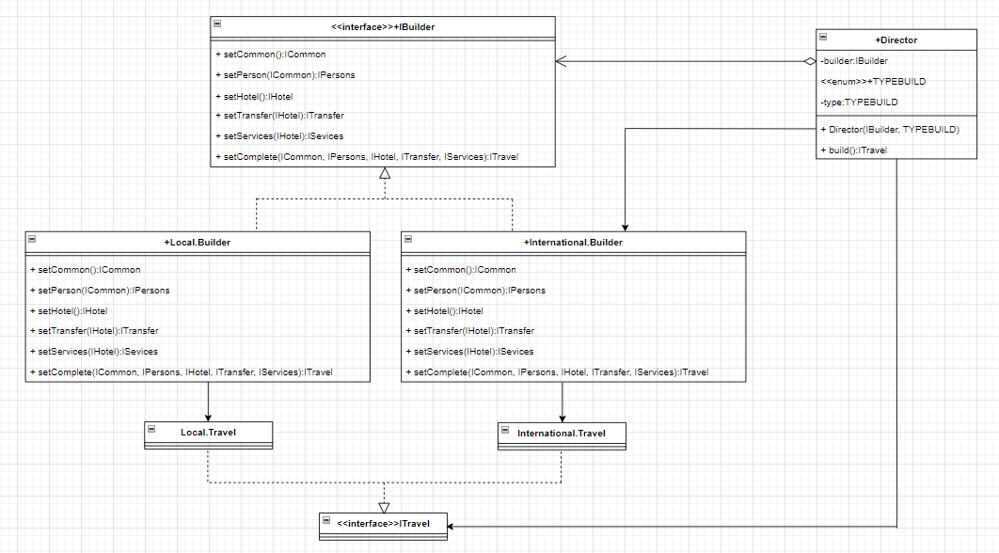 <<interface>>+IBuilder
+ setCommon():ICommon
+ setPerson(ICommon):IPersons
+ setHotel():IHotel
+ setTransfer(IHotel):ITransfer
+ setServices(IHotel):ISevices
+ setComplete(ICommon, IPersons, IHotel, ITransfer, IServices):ITravel
+Director
-builder:IBuilder
<<enum>>+TYPEBUILD
-type:TYPEBUILD
+ Director(IBuilder, TYPEBUILD)
+ build():ITravel
+Local.Builder
+ setCommon():ICommon
+ setPerson(ICommon):IPersons
+ setHotel():IHotel
+ setTransfer(IHotel):ITransfer
+ setServices(IHotel):ISevices
+ setComplete(ICommon, IPersons, IHotel, ITransfer, IServices):ITravel
+International.Builder
+ setCommon():ICommon
+ setPerson(ICommon):IPersons
+ setHotel():IHotel
+ setTransfer(IHotel):ITransfer
+ setServices(IHotel):ISevices
+ setComplete(ICommon, IPersons, IHotel, ITransfer, IServices):ITravel
Local.Travel
International.Travel
<<interface>>ITravel